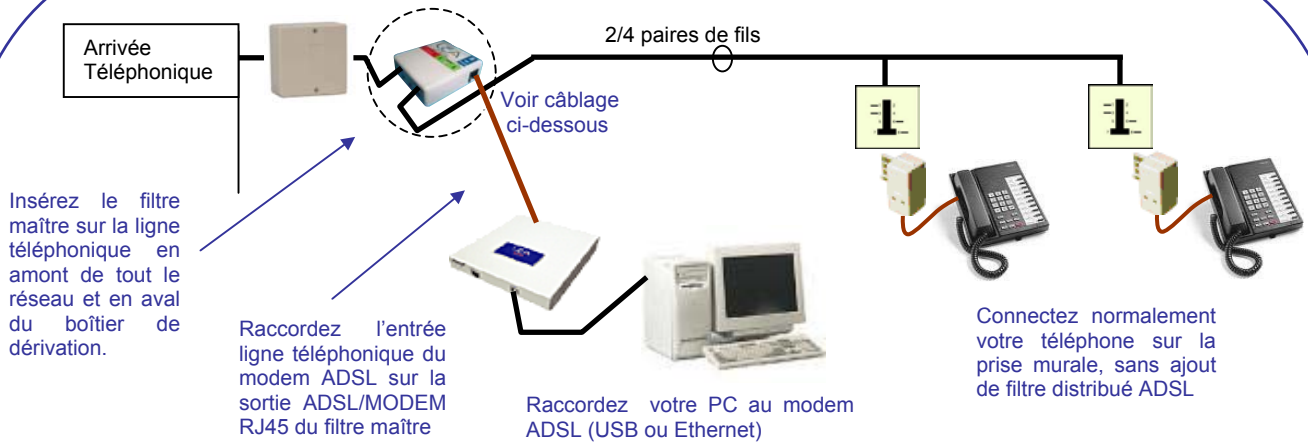 Arrivée
Téléphonique
2/4 paires de fils
Voir câblage
ci-dessous
Insérez le filtre
maître sur la ligne
téléphonique en
amont de tout le
réseau et en aval
du boîtier de
dérivation.
Raccordez l'entrée
ligne téléphonique du
modem ADSL sur la
sortie ADSL/MODEM
RJ45 du filtre maître
Raccordez votre PC au modem
ADSL (USB ou Ethernet)
Connectez normalement
votre téléphone sur la
prise murale, sans ajout
de filtre distribué ADSL